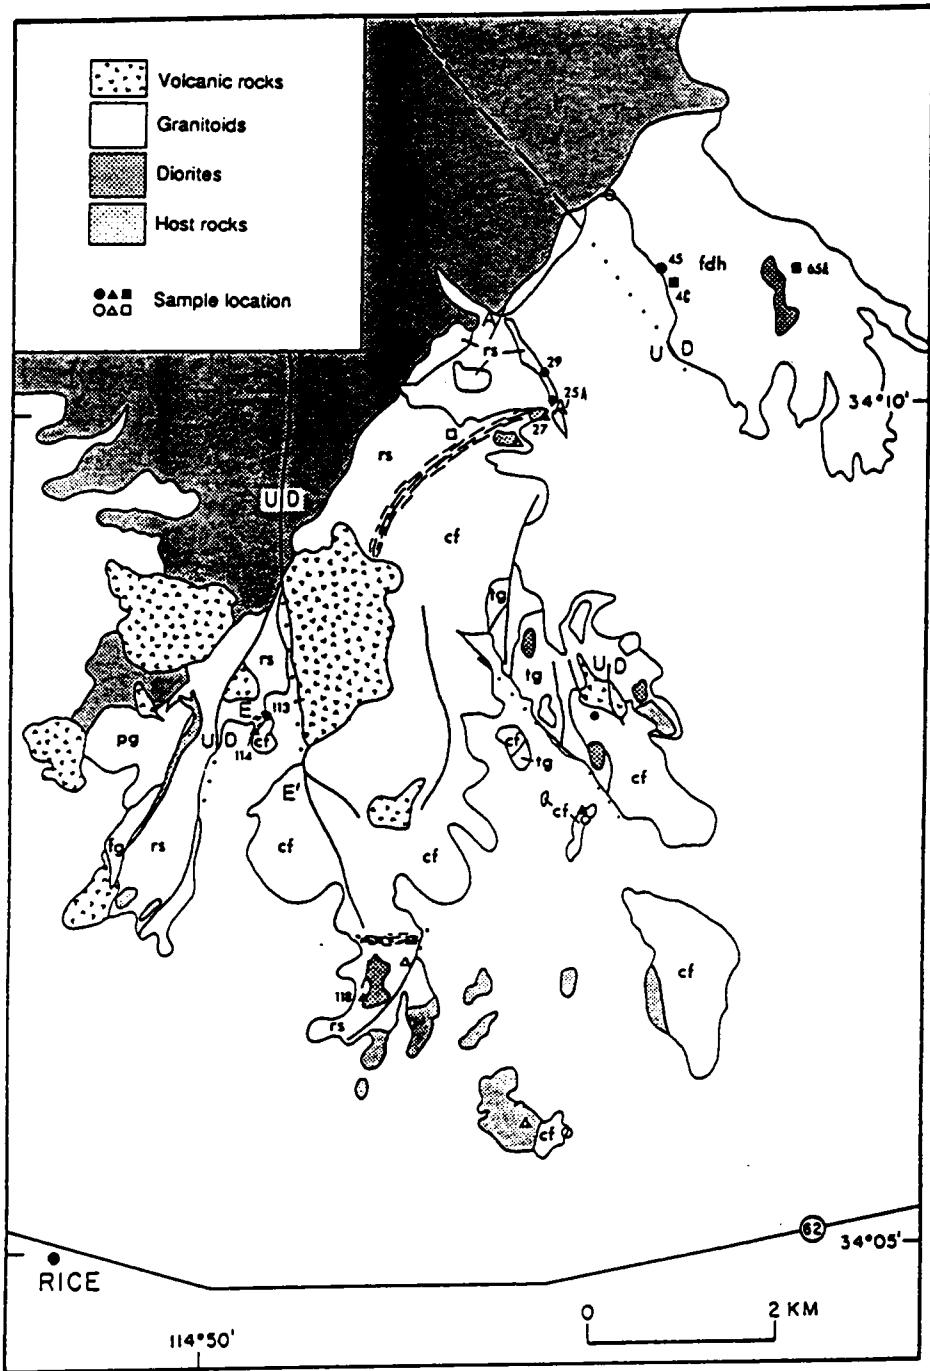 Volcanic rocks
Granitoids
Diorites
Host rocks
Sample location
45 fdh 65A
46
A
rs
U D
29
25A
34°10'
27
rs
U D
cf
tg
rs
tg
U D
E 113
pg
U D
114 cf
cf
tg
cf
E'
cf
fg rs
cf
cf
cf
118
rs
cf
62
34°05'
RICE
0 2 KM
114°50'